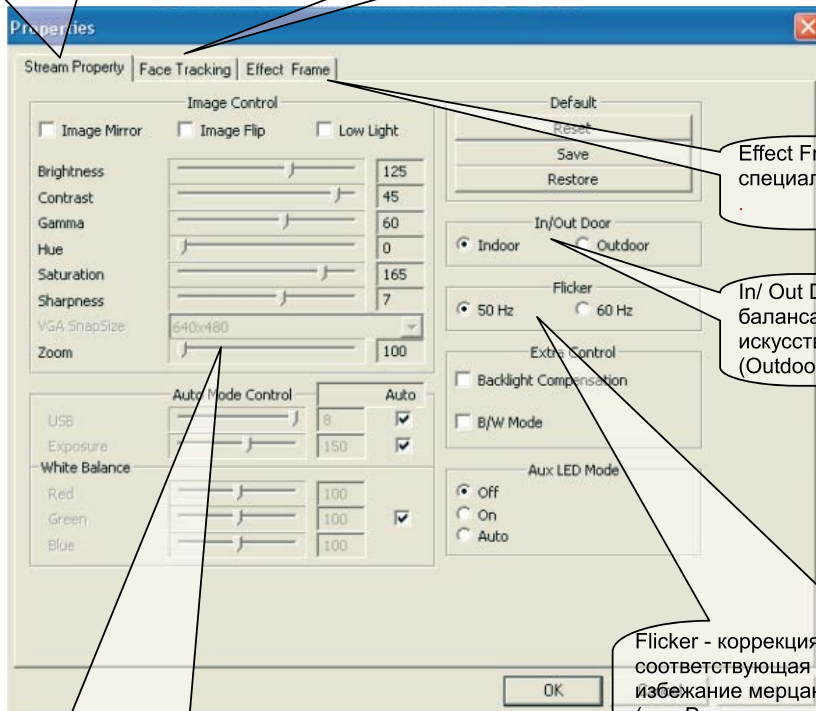 Properties
Stream Property Face Tracking Effect Frame
Image Control
Image Mirror Image Flip Low Light
Brightness 125
Contrast 45
Gamma 60
Hue 0
Saturation 165
Sharpness 7
VGA SnapSize 640x480
Zoom 100
Auto Mode Control Auto
USB 8
Exposure 150
White Balance
Red 100
Green 100
Blue 100
Default
Reset
Save
Restore
In/Out Door
Indoor Outdoor
Flicker
50 Hz 60 Hz
Extra Control
Backlight Compensation
B/W Mode
Aux LED Mode
Off
On
Auto
OK
Effect Fr
специал
.
In/ Out D
баланса
искусств
(Outdoo
Flicker - коррекция
соответствующая
избежание мерцан